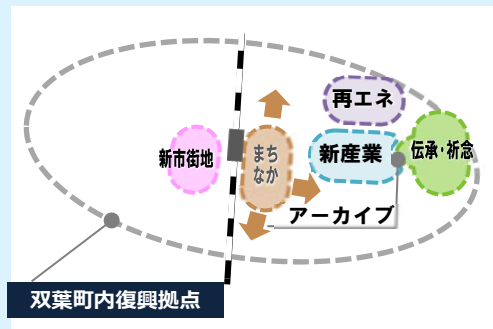 再エネ
新市街地
まち
なか
新産業
伝承・祈念
アーカイブ
双葉町内復興拠点